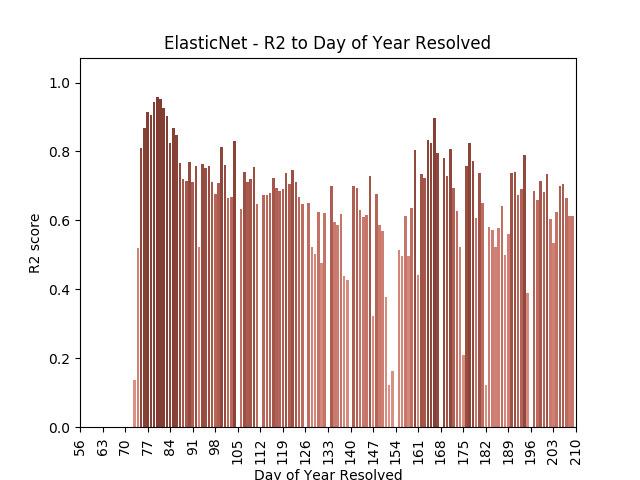 ElasticNet - R2 to Day of Year Resolved
1.0
0.8
0.6
0.4
0.2
0.0
R2 score
56 63 70 77 84 91 98 105 112 119 126 133 140 147 154 161 168 175 182 189 196 203 210
Day of Year Resolved